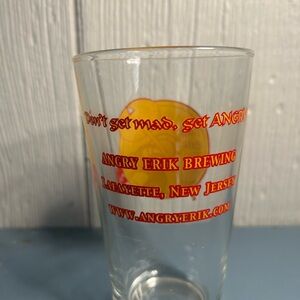 Don't get mad, get ANGRY
ANGRY ERIK BREWING
LAFAYETTE, NEW JERSEY
WWW.ANGRYERIK.COM